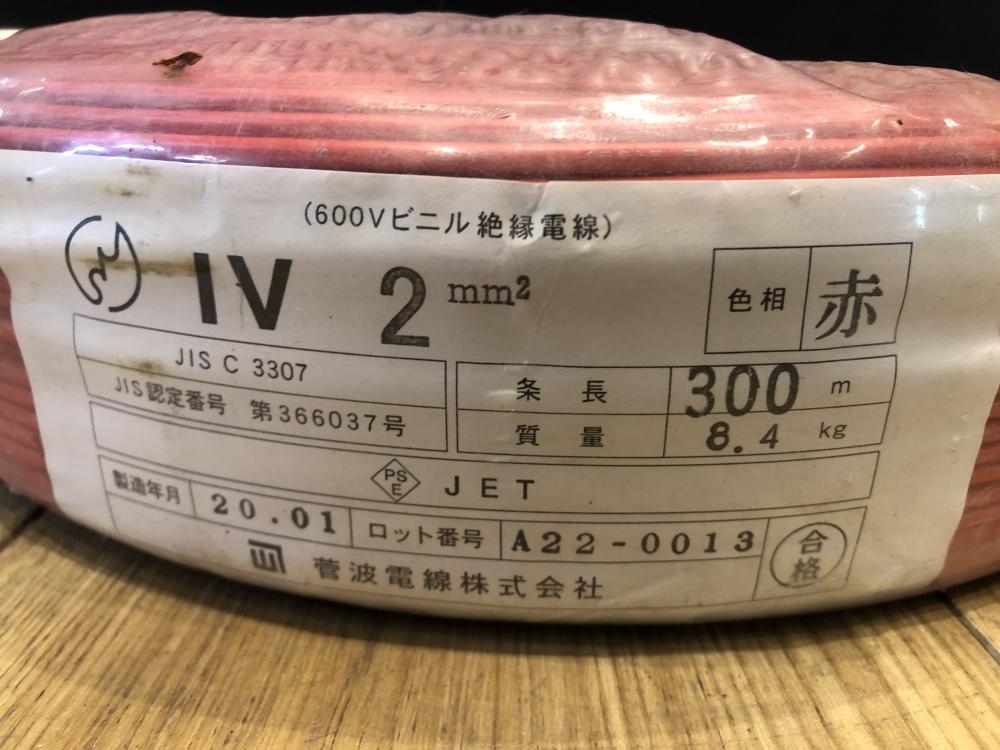 (600Vビニル絶縁電線)
JIS
IV 2 mm²
色相 赤
JIS C 3307
JIS認定番号 第366037号
条長 300 m
質量 8.4 kg
PSE JET
製造年月 20.01 ロット番号 A22-0013
菅波電線株式会社
合格